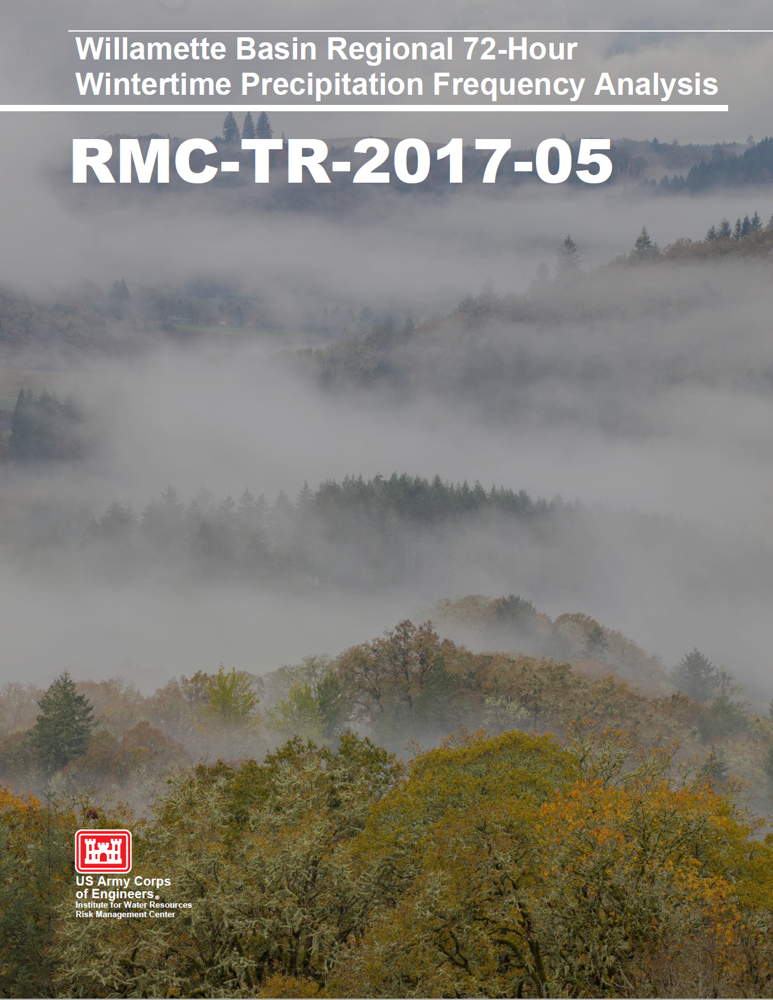 Willamette Basin Regional 72-Hour
Wintertime Precipitation Frequency Analysis
RMC-TR-2017-05
US Army Corps
of Engineers®
Institute for Water Resources
Risk Management Center